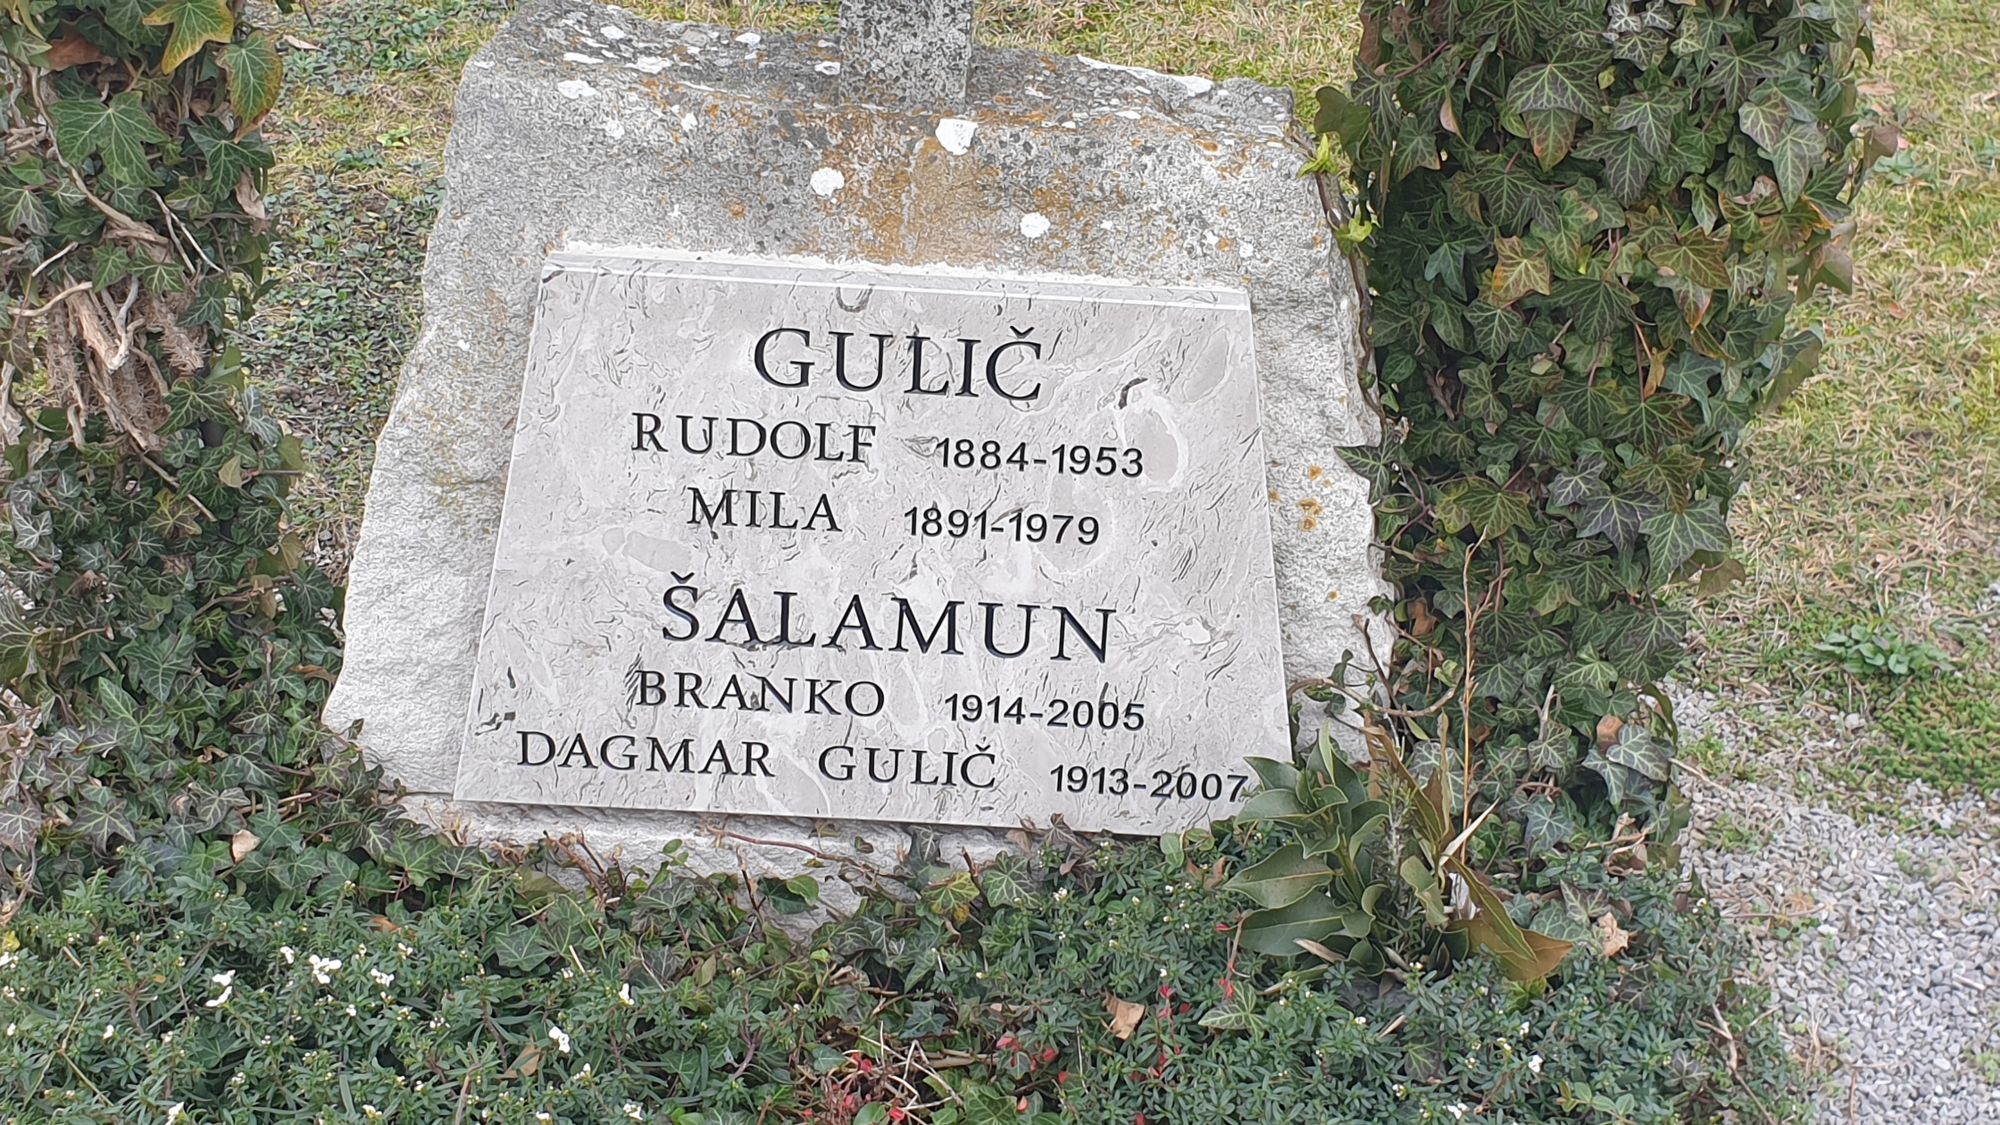 GULIČ
RUDOLF 1884-1953
MILA 1891-1979
ŠALAMUN
BRANKO 1914-2005
DAGMAR GULIČ 1913-2007